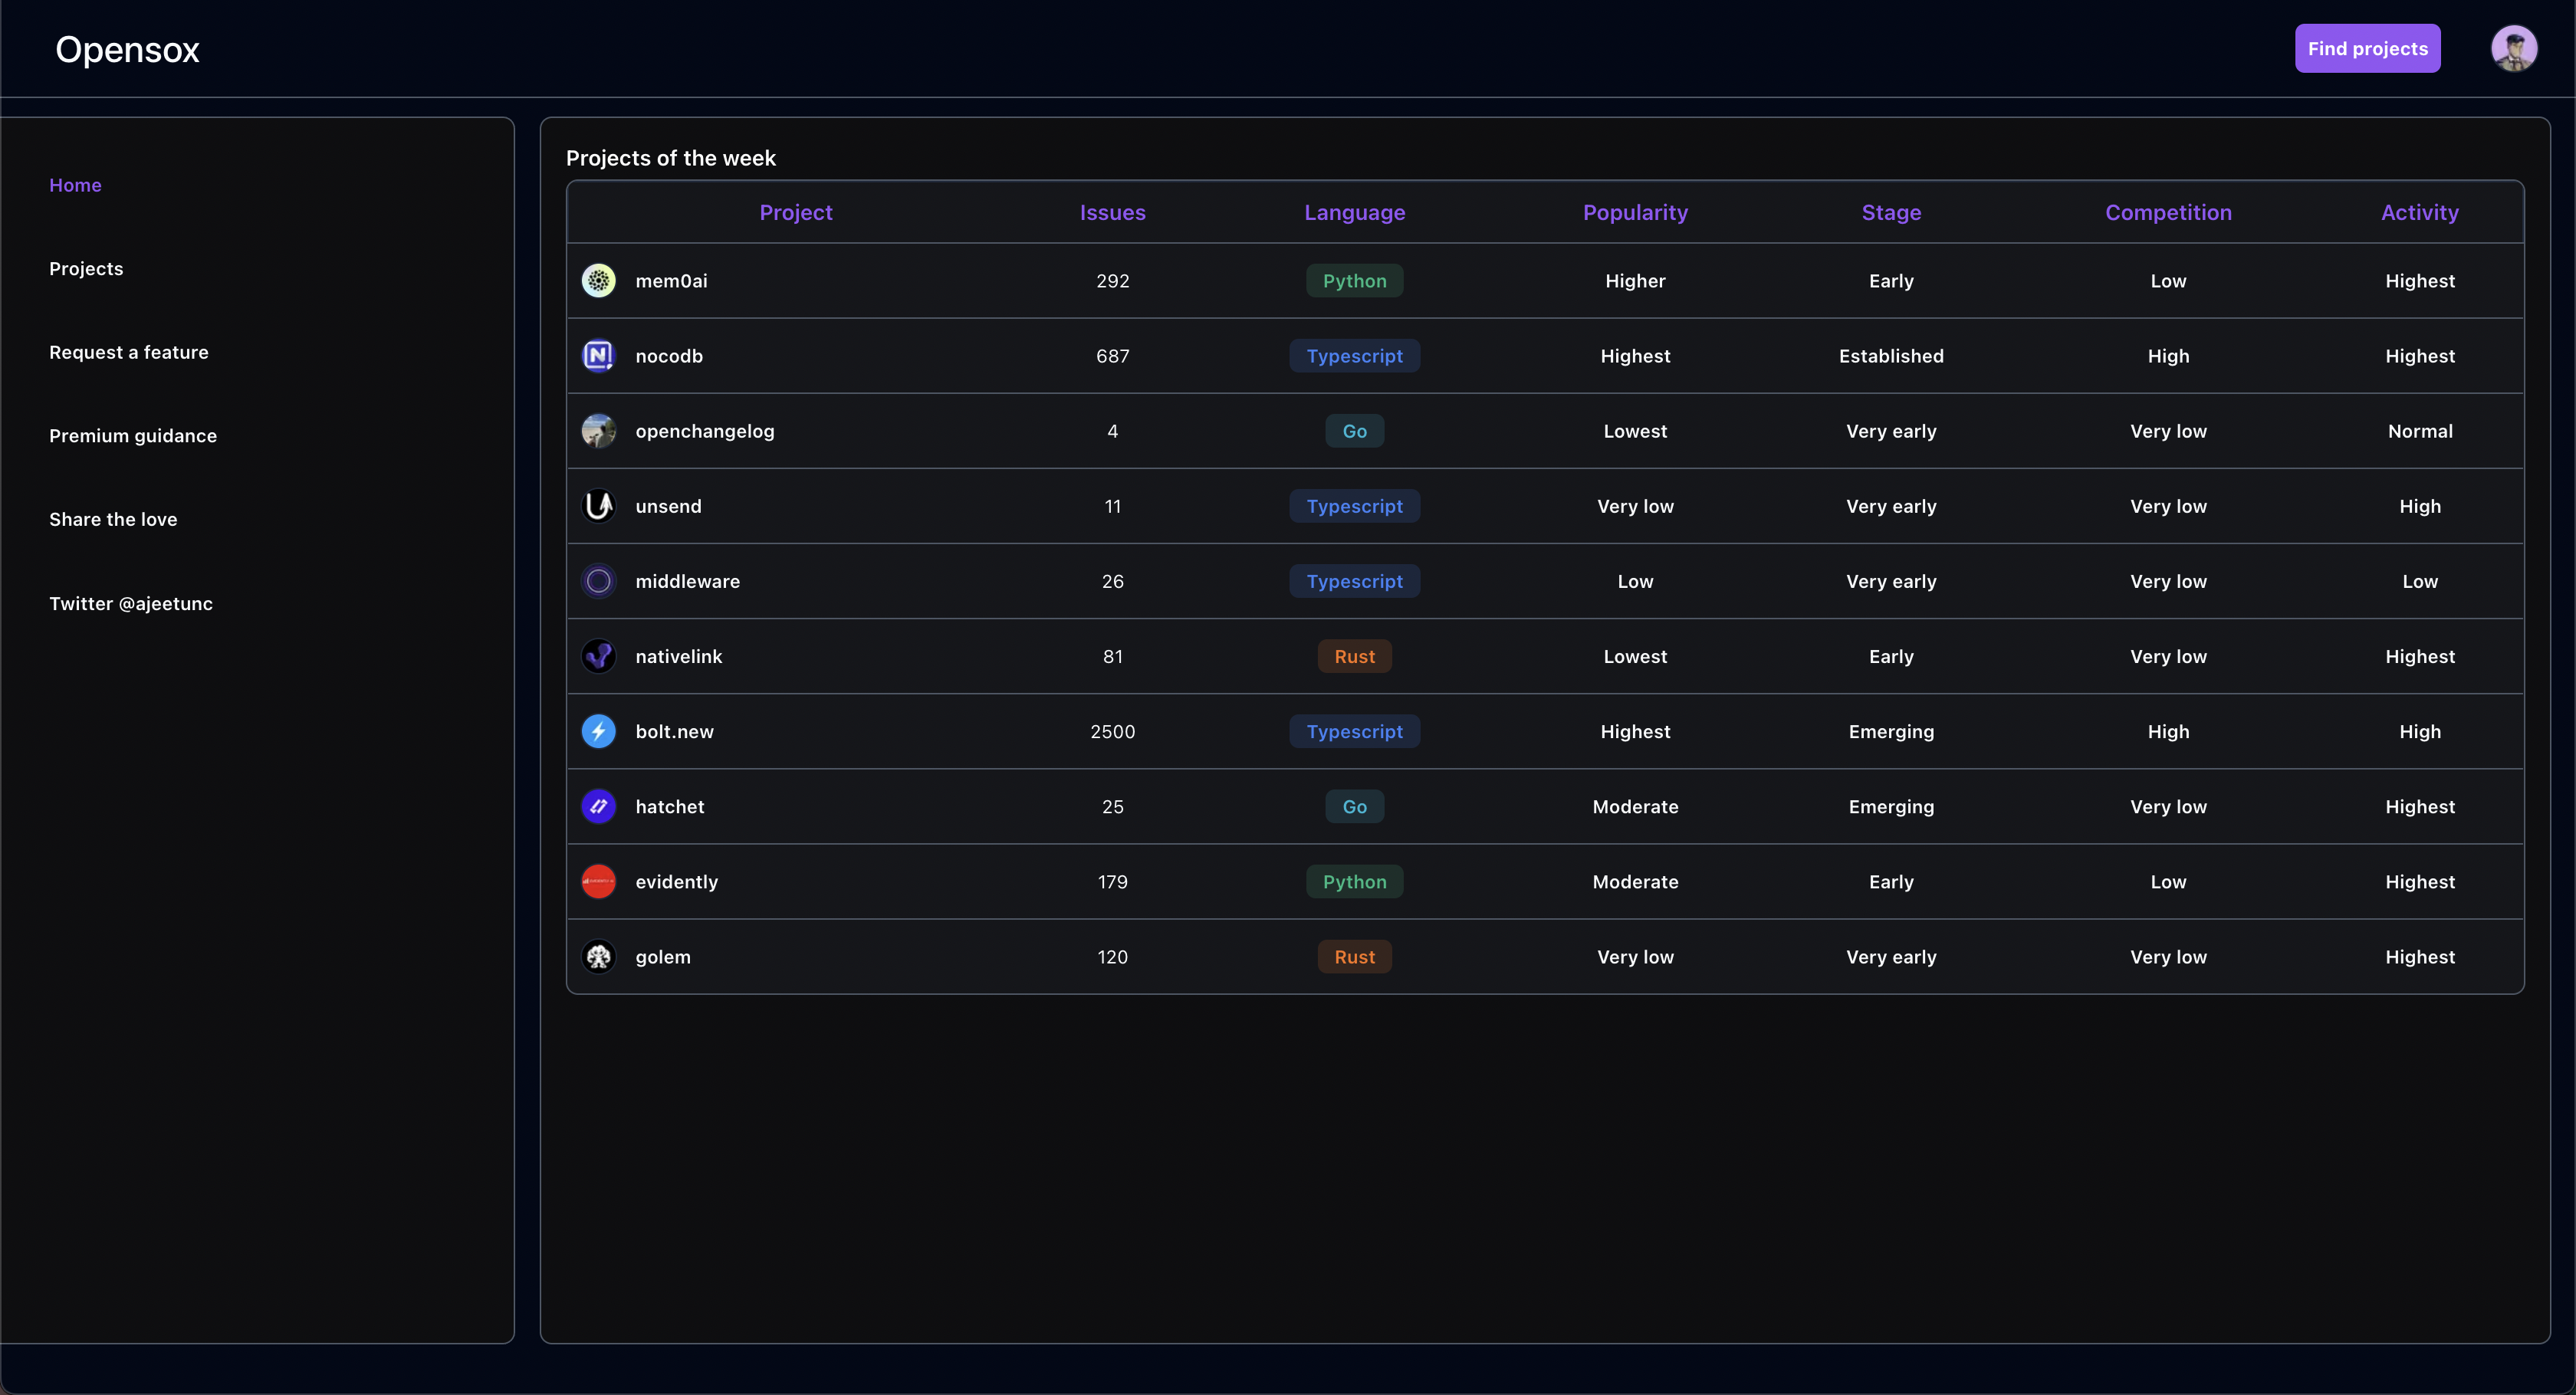 Opensox
Find projects
Home
Projects
Request a feature
Premium guidance
Share the love
Twitter @ajeetunc
Projects of the week
Project Issues Language Popularity Stage Competition Activity
mem0ai 292 Python Higher Early Low Highest
nocodb 687 Typescript Highest Established High Highest
openchangelog 4 Go Lowest Very early Very low Normal
unsend 11 Typescript Very low Very early Very low High
middleware 26 Typescript Low Very early Very low Low
nativelink 81 Rust Lowest Early Very low Highest
bolt.new 2500 Typescript Highest Emerging High High
hatchet 25 Go Moderate Emerging Very low Highest
evidently 179 Python Moderate Early Low Highest
golem 120 Rust Very low Very early Very low Highest